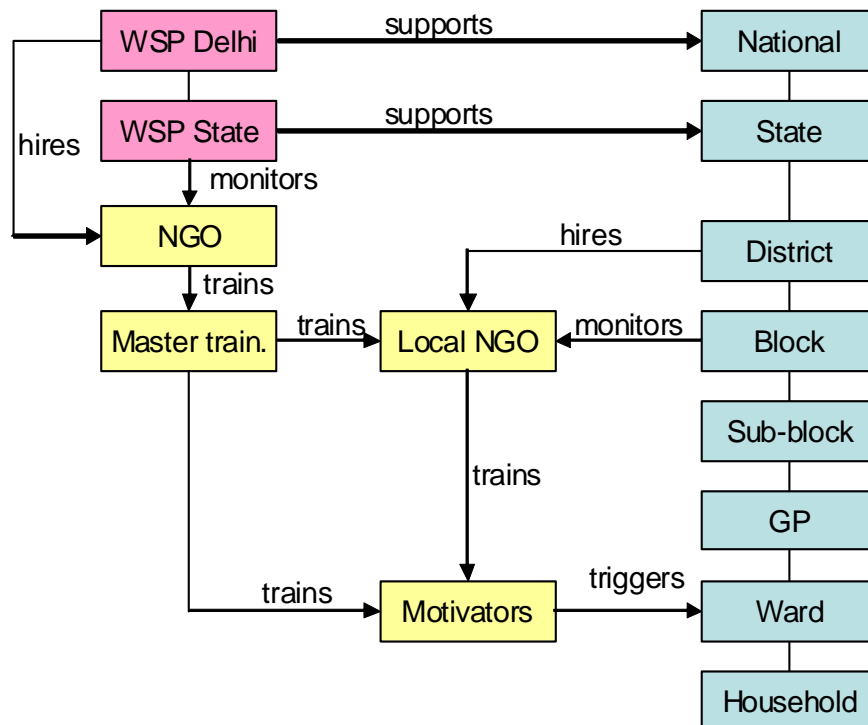 WSP Delhi
supports
National
WSP State
supports
State
hires
monitors
NGO
hires
District
trains
Master train.
trains
Local NGO
monitors
Block
Sub-block
trains
GP
trains
Motivators
triggers
Ward
Household